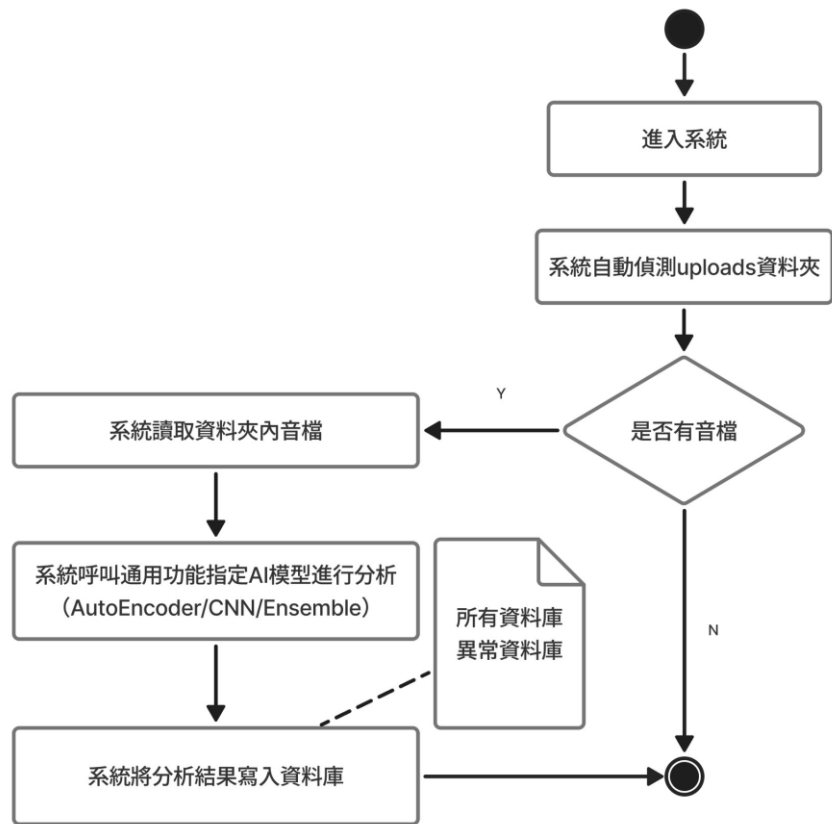 進入系統
系統自動偵測uploads資料夾
是否有音檔
Y
N
系統讀取資料夾內音檔
系統呼叫通用功能指定AI模型進行分析
（AutoEncoder/CNN/Ensemble）
所有資料庫
異常資料庫
系統將分析結果寫入資料庫